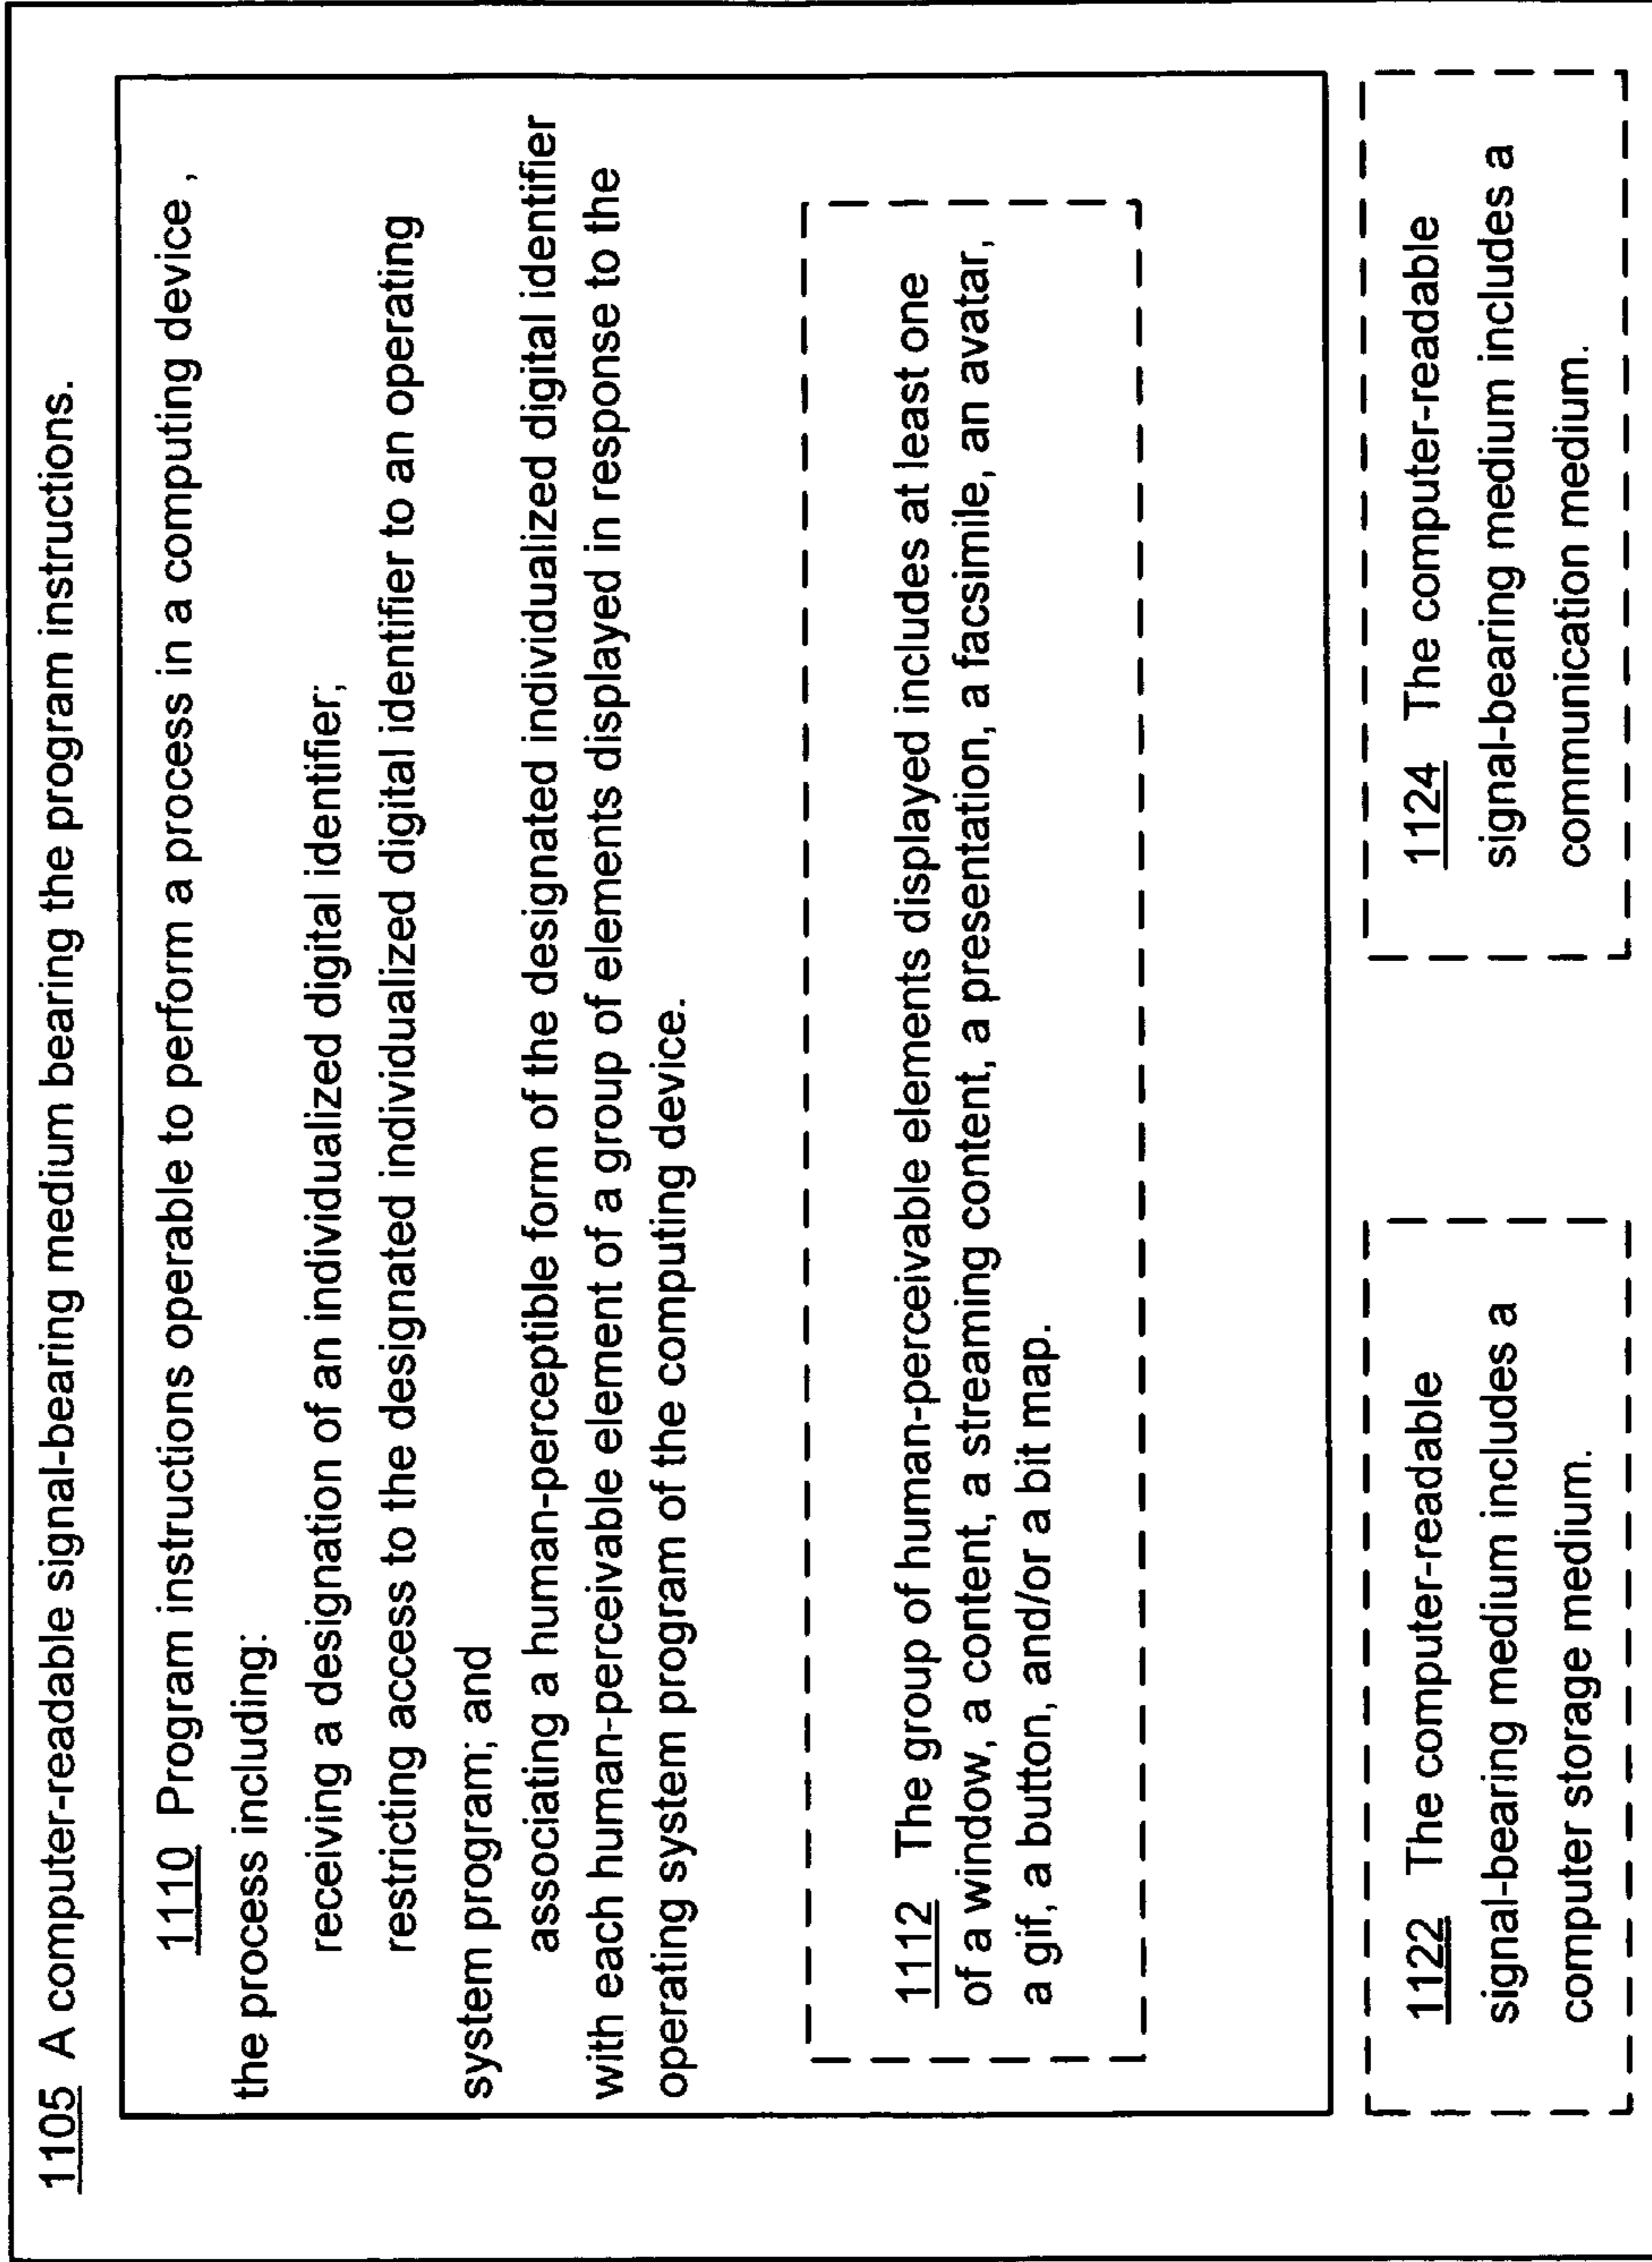 1105 A computer-readable signal-bearing medium bearing the program instructions.
1110 Program instructions operable to perform a process in a computing device ,
the process including:
receiving a designation of an individualized digital identifier;
restricting access to the designated individualized digital identifier to an operating
system program; and
associating a human-perceptible form of the designated individualized digital identifier
with each human-perceivable element of a group of elements displayed in response to the
operating system program of the computing device.
1112 The group of human-perceivable elements displayed includes at least one
of a window, a content, a streaming content, a presentation, a facsimile, an avatar,
a gif, a button, and/or a bit map.
1122 The computer-readable
signal-bearing medium includes a
computer storage medium.
1124 The computer-readable
signal-bearing medium includes a
communication medium.